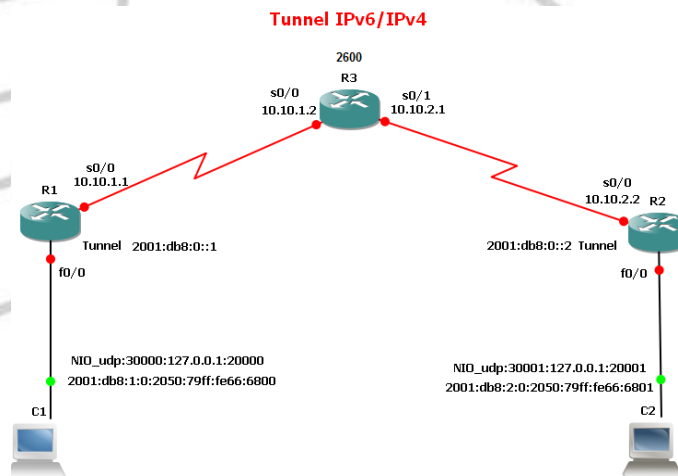 Tunnel IPv6/IPv4
2600
R3
s0/0
10.10.1.2
s0/1
10.10.2.1
s0/0
10.10.1.1
R1
s0/0
10.10.2.2
R2
Tunnel 2001:db8:0::1
2001:db8:0::2 Tunnel
f0/0
f0/0
NIO_udp:30000:127.0.0.1:20000
2001:db8:1:0:2050:79ff:fe66:6800
NIO_udp:30001:127.0.0.1:20001
2001:db8:2:0:2050:79ff:fe66:6801
C1
C2